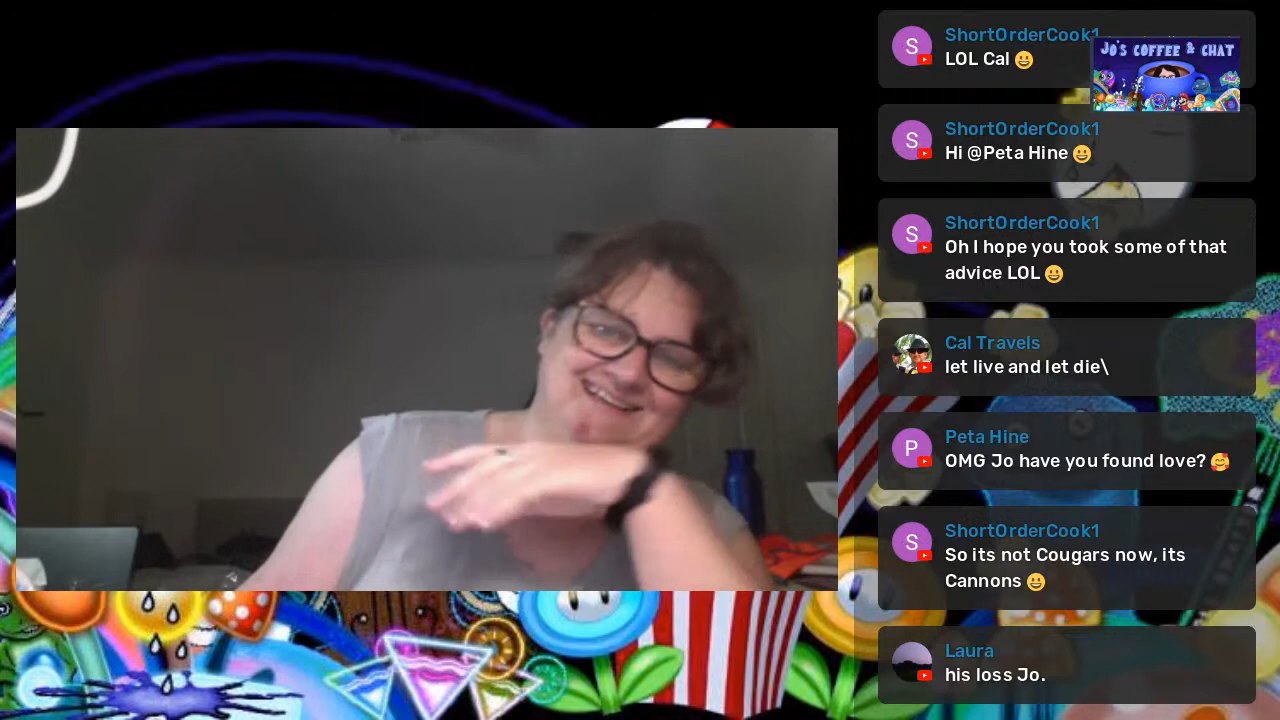 ShortOrderCook1
LOL Cal 😀
JO'S COFFEE & CHAT
ShortOrderCook1
Hi @Peta Hine 😀
ShortOrderCook1
Oh I hope you took some of that
advice LOL 😀
Cal Travels
let live and let die\
P
Peta Hine
OMG Jo have you found love? 🥰
S
ShortOrderCook1
So its not Cougars now, its
Cannons 😀
Laura
his loss Jo.